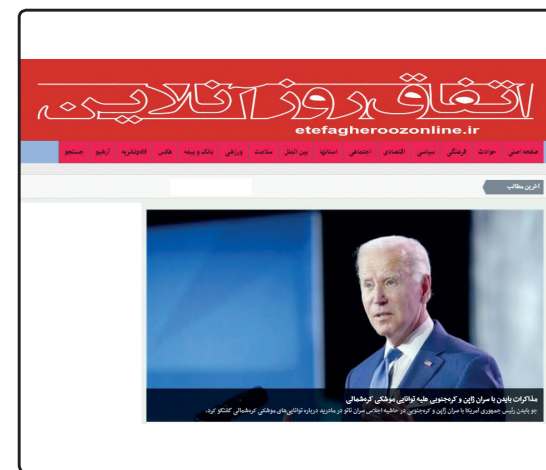 اتفاق روز آنلاین
etefagheroozonline.ir
صفحه اصلی حوادث فرهنگی سیاسی اقتصادی اجتماعی استانها بین الملل سلامت ورزشی بانک و بیمه عکس pdfنشریه آرشیو جستجو
آخرین مطالب
مذاکرات بایدن با سران ژاپن و کره‌جنوبی علیه توانایی موشکی کره‌شمالی
جو بایدن رئیس جمهوری آمریکا با سران ژاپن و کره‌جنوبی در حاشیه اجلاس سران ناتو در مادرید درباره توانایی‌های موشکی کره‌شمالی گفتگو کرد.